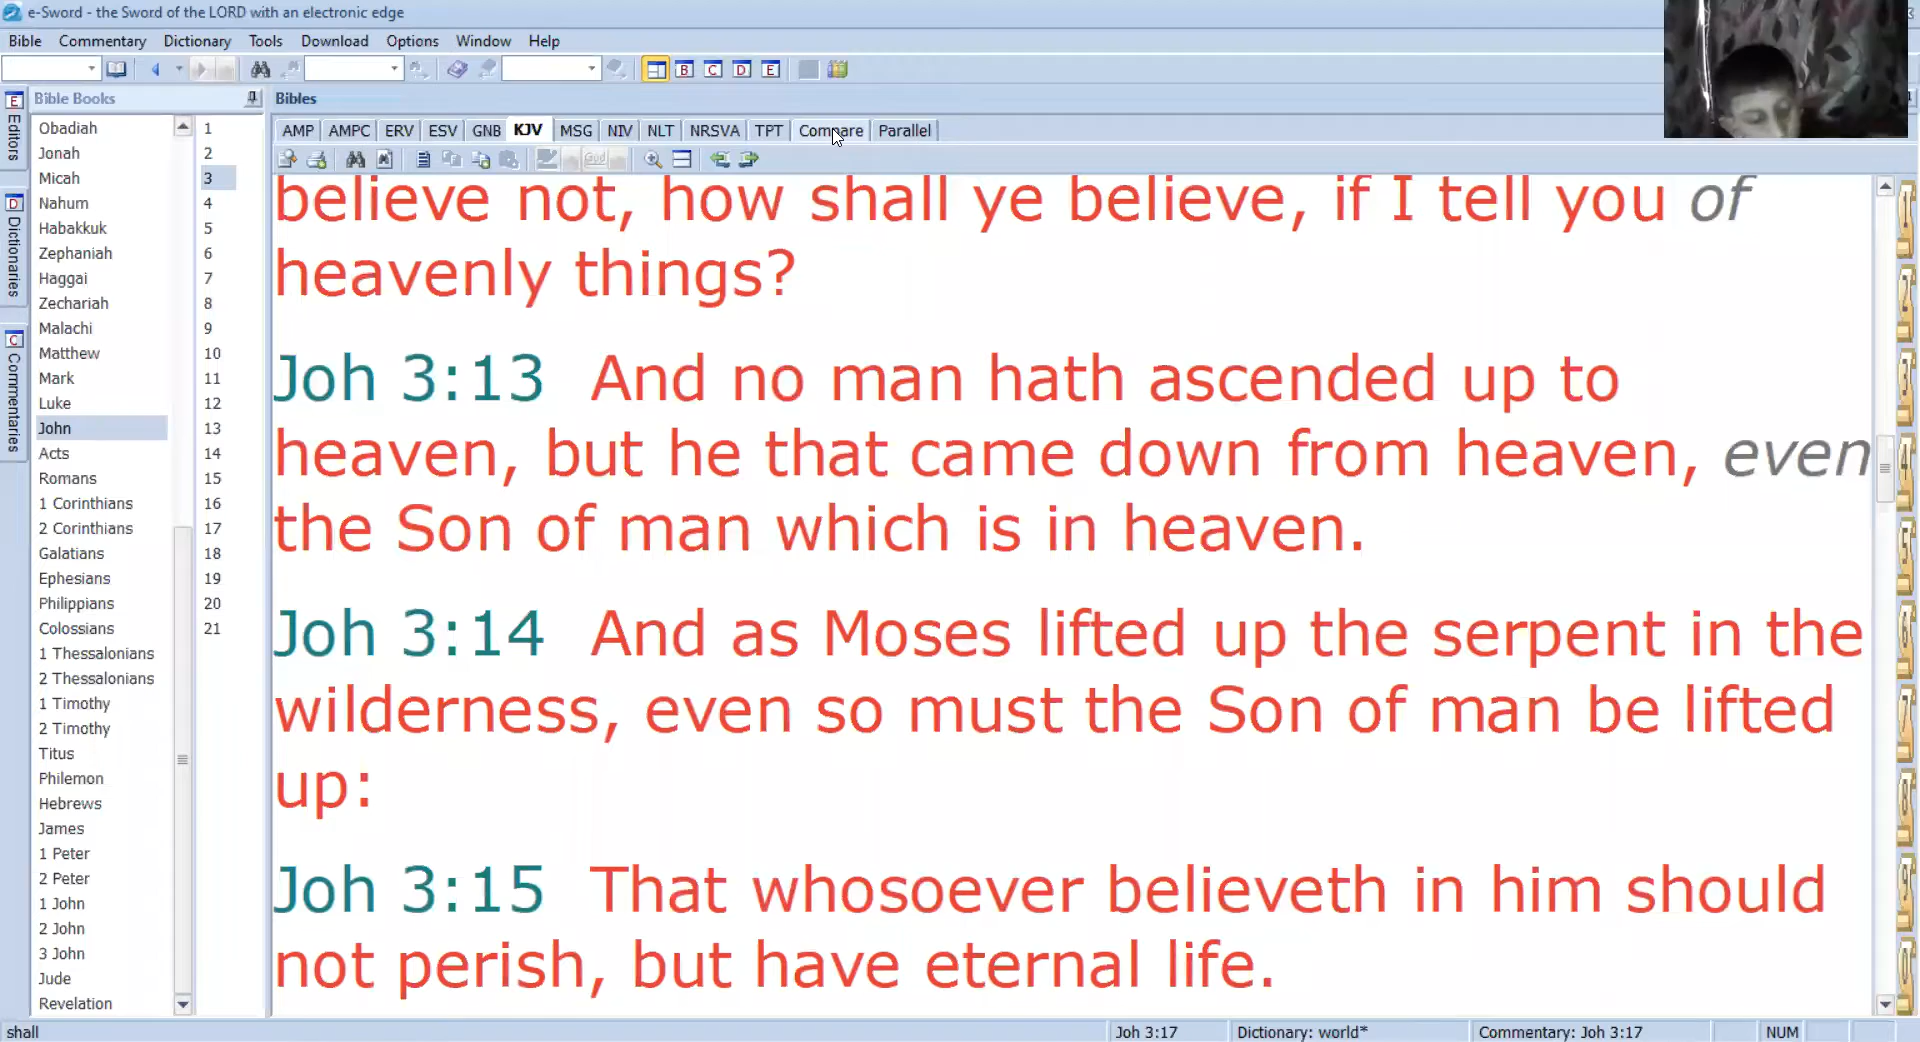 e-Sword - the Sword of the LORD with an electronic edge
Bible Commentary Dictionary Tools Download Options Window Help
B C D E
Bible Books
Bibles
E Editors
D Dictionaries
C Commentaries
AMP AMPC ERV ESV GNB KJV MSG NIV NLT NRSVA TPT Compare Parallel
God
Obadiah
Jonah
Micah
Nahum
Habakkuk
Zephaniah
Haggai
Zechariah
Malachi
Matthew
Mark
Luke
John
Acts
Romans
1 Corinthians
2 Corinthians
Galatians
Ephesians
Philippians
Colossians
1 Thessalonians
2 Thessalonians
1 Timothy
2 Timothy
Titus
Philemon
Hebrews
James
1 Peter
2 Peter
1 John
2 John
3 John
Jude
Revelation
1
2
3
4
5
6
7
8
9
10
11
12
13
14
15
16
17
18
19
20
21
believe not, how shall ye believe, if I tell you of
heavenly things?
Joh 3:13 And no man hath ascended up to
heaven, but he that came down from heaven, even
the Son of man which is in heaven.
Joh 3:14 And as Moses lifted up the serpent in the
wilderness, even so must the Son of man be lifted
up:
Joh 3:15 That whosoever believeth in him should
not perish, but have eternal life.
shall Joh 3:17 Dictionary: world* Commentary: Joh 3:17 NUM